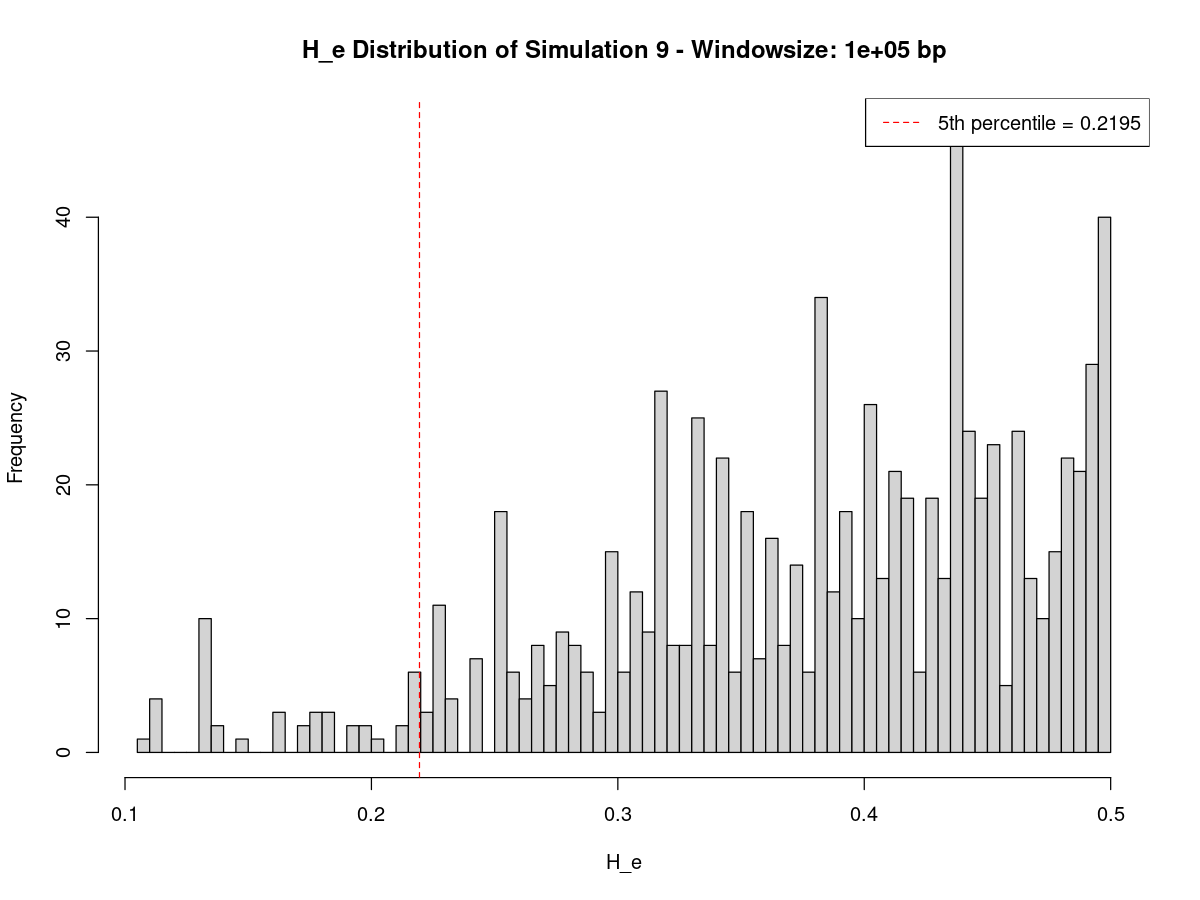 H_e Distribution of Simulation 9 - Windowsize: 1e+05 bp
5th percentile = 0.2195
Frequency
40
30
20
10
0
0.1 0.2 0.3 0.4 0.5
H_e